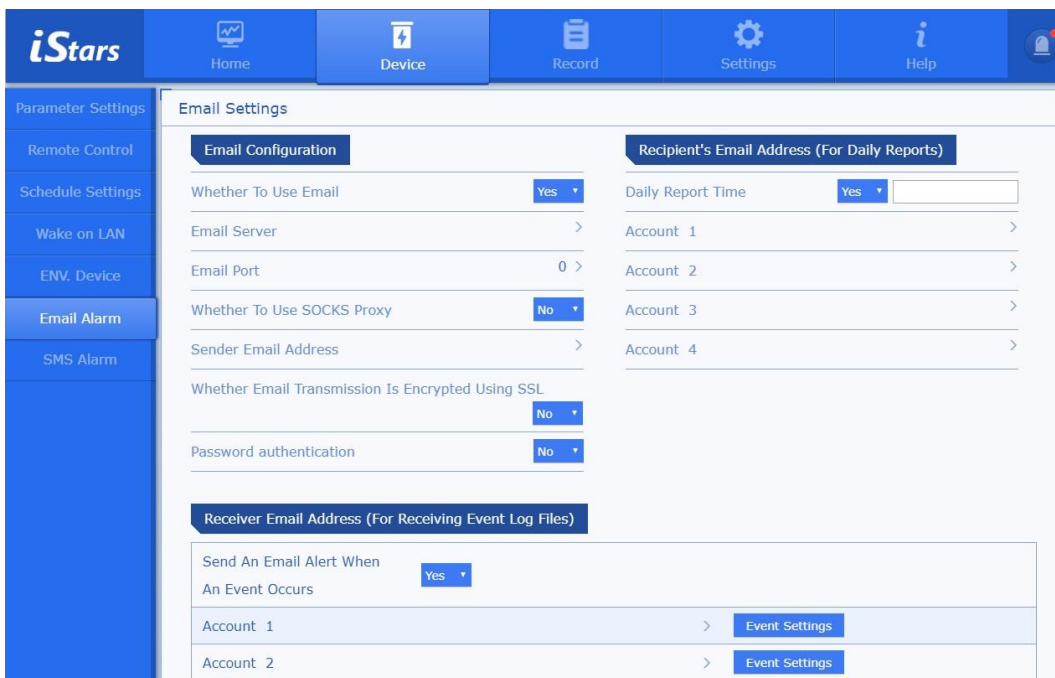 iStars
Home
Device
Record
Settings
Help
Parameter Settings
Remote Control
Schedule Settings
Wake on LAN
ENV. Device
Email Alarm
SMS Alarm
Email Settings
Email Configuration
Whether To Use Email Yes
Email Server
Email Port 0
Whether To Use SOCKS Proxy No
Sender Email Address
Whether Email Transmission Is Encrypted Using SSL
No
Password authentication No
Recipient's Email Address (For Daily Reports)
Daily Report Time Yes
Account 1
Account 2
Account 3
Account 4
Receiver Email Address (For Receiving Event Log Files)
Send An Email Alert When
An Event Occurs
Yes
Account 1 Event Settings
Account 2 Event Settings